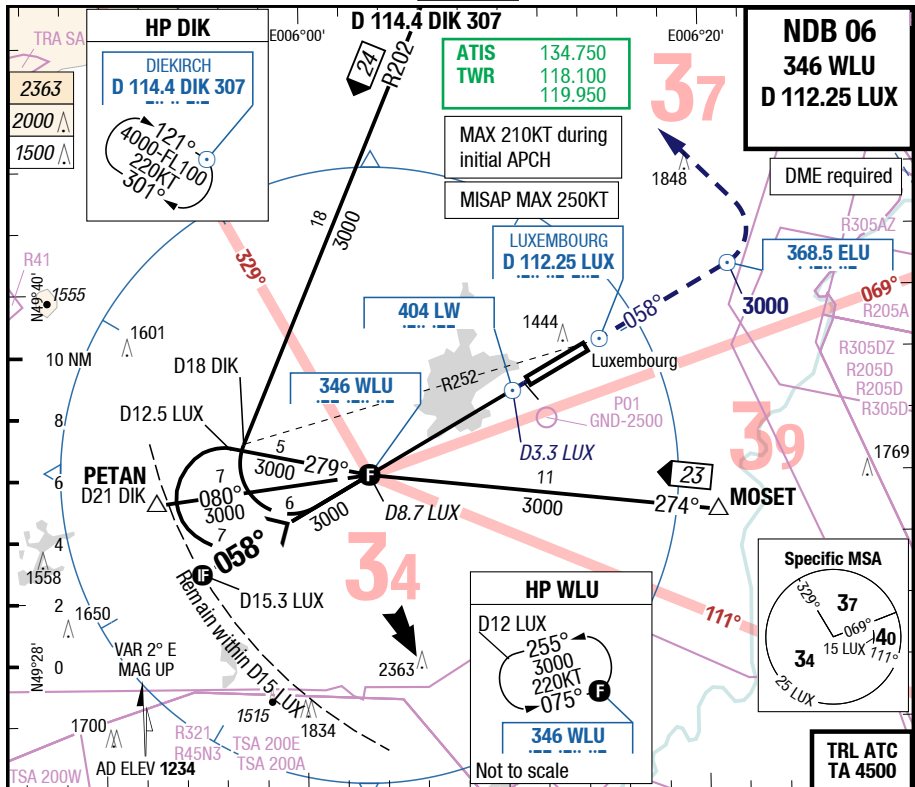 HP DIK
DIEKIRCH
D 114.4 DIK 307
121°
4000-FL100
220KT
301°
TRA SA
2363
2000
1500
E006°00'
D 114.4 DIK 307
24
R202
E006°20'
ATIS 134.750
TWR 118.100
119.950
MAX 210KT during
initial APCH
MISAP MAX 250KT
NDB 06
346 WLU
D 112.25 LUX
DME required
37
1848
R305AZ
LUXEMBOURG
D 112.25 LUX
368.5 ELU
18
3000
329°
R41
N49°40'
1555
1601
404 LW
1444
058°
3000
069°
R205A
10 NM
D18 DIK
R252
Luxembourg
R305DZ
R205D
R205D
R305D
346 WLU
P01
GND-2500
D12.5 LUX
D3.3 LUX
39
8
5
3000
279°
PETAN
D21 DIK
7
080°
3000
6
3000
7
6
F
D8.7 LUX
11
3000
274°
23
MOSET
1769
058°
4
IF
D15.3 LUX
34
1558
Remain within D15 LUX
HP WLU
D12 LUX
255°
3000
220KT
075°
F
346 WLU
Not to scale
111°
Specific MSA
329°
37
069°
15 LUX
40
111°
34
25 LUX
2
1650
N49°28'
0
VAR 2° E
MAG UP
2363
1515
1834
1700
R321
R45N3
TSA 200E
TSA 200A
TSA 200W
AD ELEV 1234
TRL ATC
TA 4500